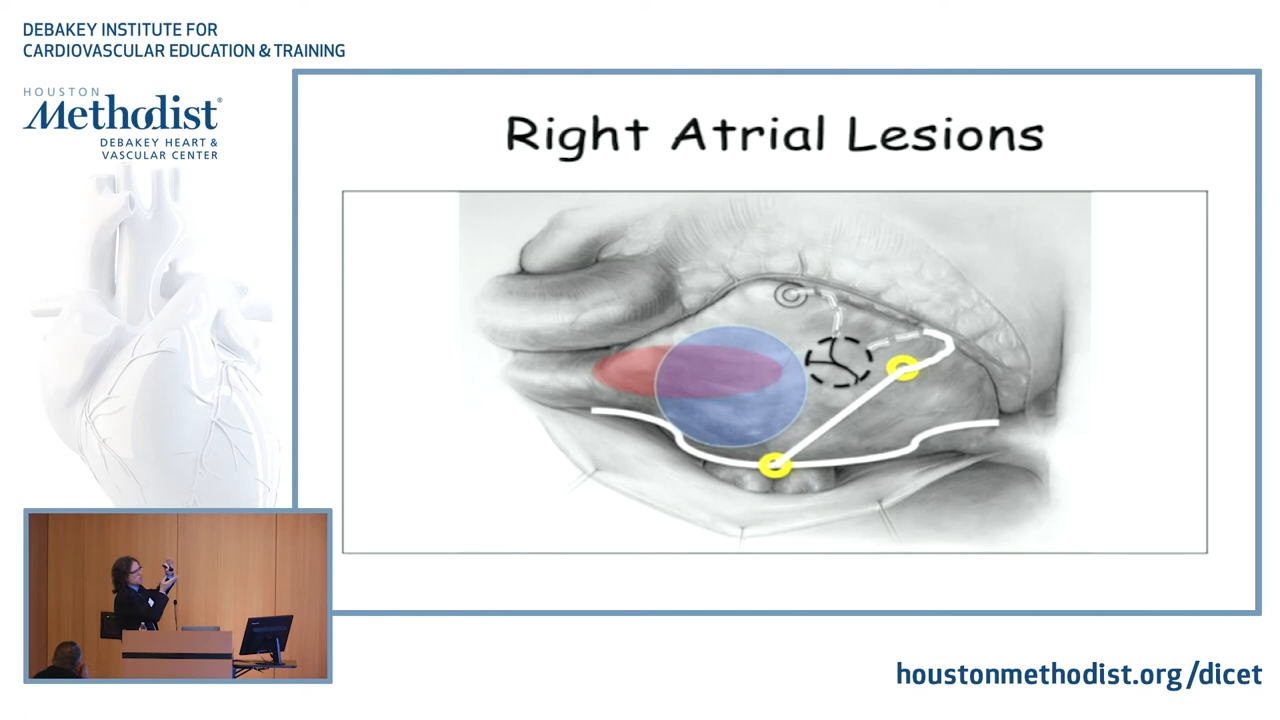 DEBAKEY INSTITUTE FOR
CARDIOVASCULAR EDUCATION & TRAINING
HOUSTON
Methodist®
DEBAKEY HEART &
VASCULAR CENTER
Right Atrial Lesions
houstonmethodist.org/dicet